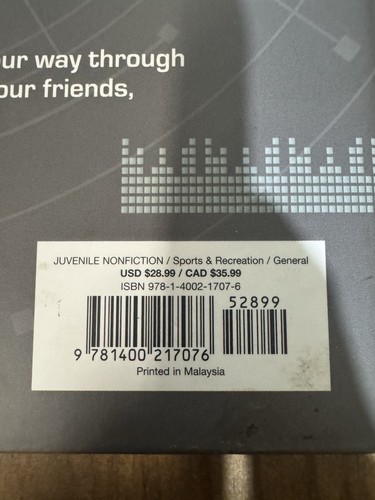 our way through
our friends,
JUVENILE NONFICTION / Sports & Recreation / General
USD $28.99 / CAD $35.99
ISBN 978-1-4002-1707-6
52899
9 781400 217076
Printed in Malaysia